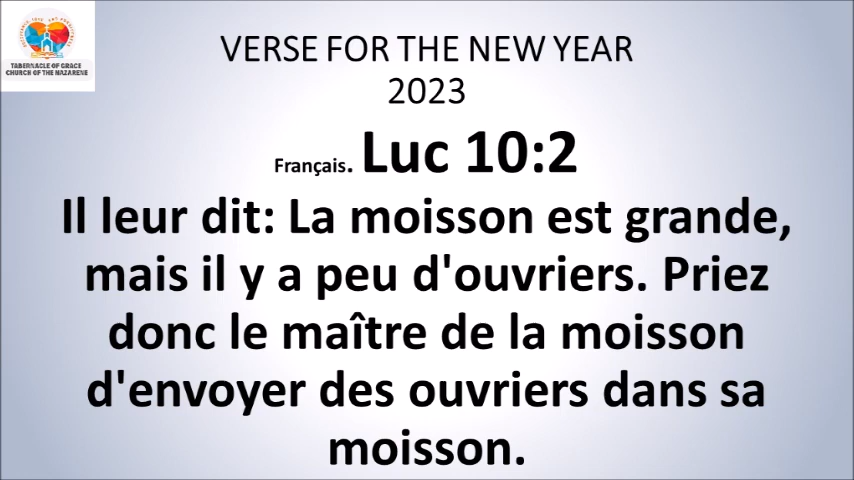 TABERNACLE OF GRACE
CHURCH OF THE NAZARENE
VERSE FOR THE NEW YEAR
2023
Français. Luc 10:2
Il leur dit: La moisson est grande,
mais il y a peu d'ouvriers. Priez
donc le maître de la moisson
d'envoyer des ouvriers dans sa
moisson.